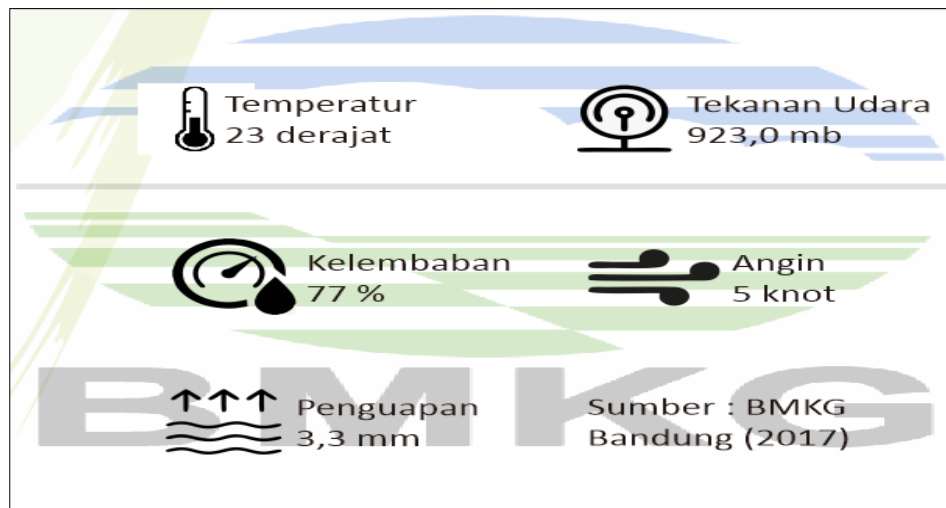 Temperatur
23 derajat
Tekanan Udara
923,0 mb
Kelembaban
77 %
Angin
5 knot
Penguapan
3,3 mm
Sumber : BMKG
Bandung (2017)
BMKG